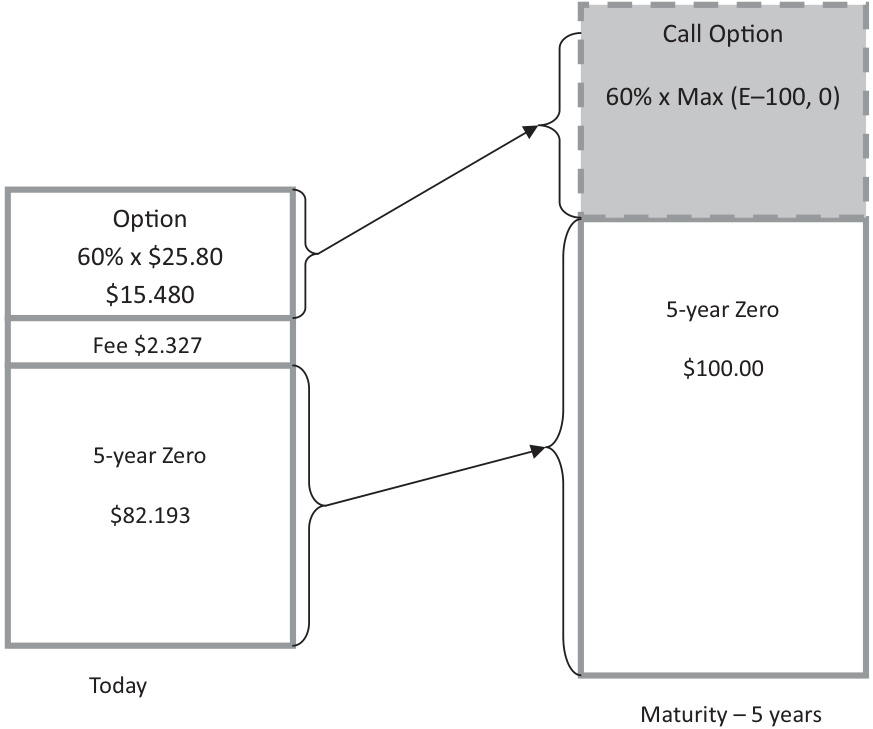 Option
60% x $25.80
$15.480
Fee $2.327
5-year Zero
$82.193
Today
Call Option
60% x Max (E–100, 0)
5-year Zero
$100.00
Maturity – 5 years